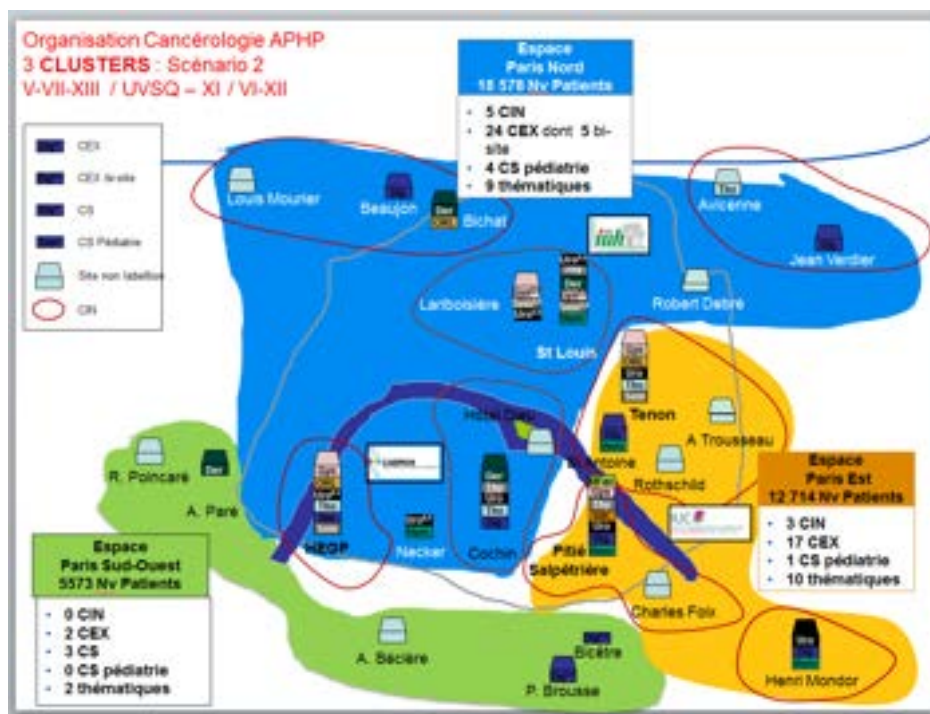 Organisation Cancérologie APHP
3 CLUSTERS : Scénario 2
V-VII-XIII / UVSQ – XI / VI-XII
CEX
CEX bi-site
CS
CS Pédiatrie
Site non labellisé
CIN
Espace
Paris Nord
18 578 Nv Patients
• 5 CIN
• 24 CEX dont 5 bi-
site
• 4 CS pédiatrie
• 9 thématiques
Louis Mourier
Beaujon
Bichat
Avicenne
Jean Verdier
Lariboisière
Robert Debré
St Louis
Tenon
Hôtel Dieu
A Trousseau
Rothschild
R. Poincaré
A. Paré
HEGP
Necker
Cochin
Pitié
Salpêtrière
Charles Foix
Espace
Paris Est
12 714 Nv Patients
• 3 CIN
• 17 CEX
• 1 CS pédiatrie
• 10 thématiques
Espace
Paris Sud-Ouest
5573 Nv Patients
• 0 CIN
• 2 CEX
• 3 CS
• 0 CS pédiatrie
• 2 thématiques
A. Béclère
Bicêtre
P. Brousse
Henri Mondor